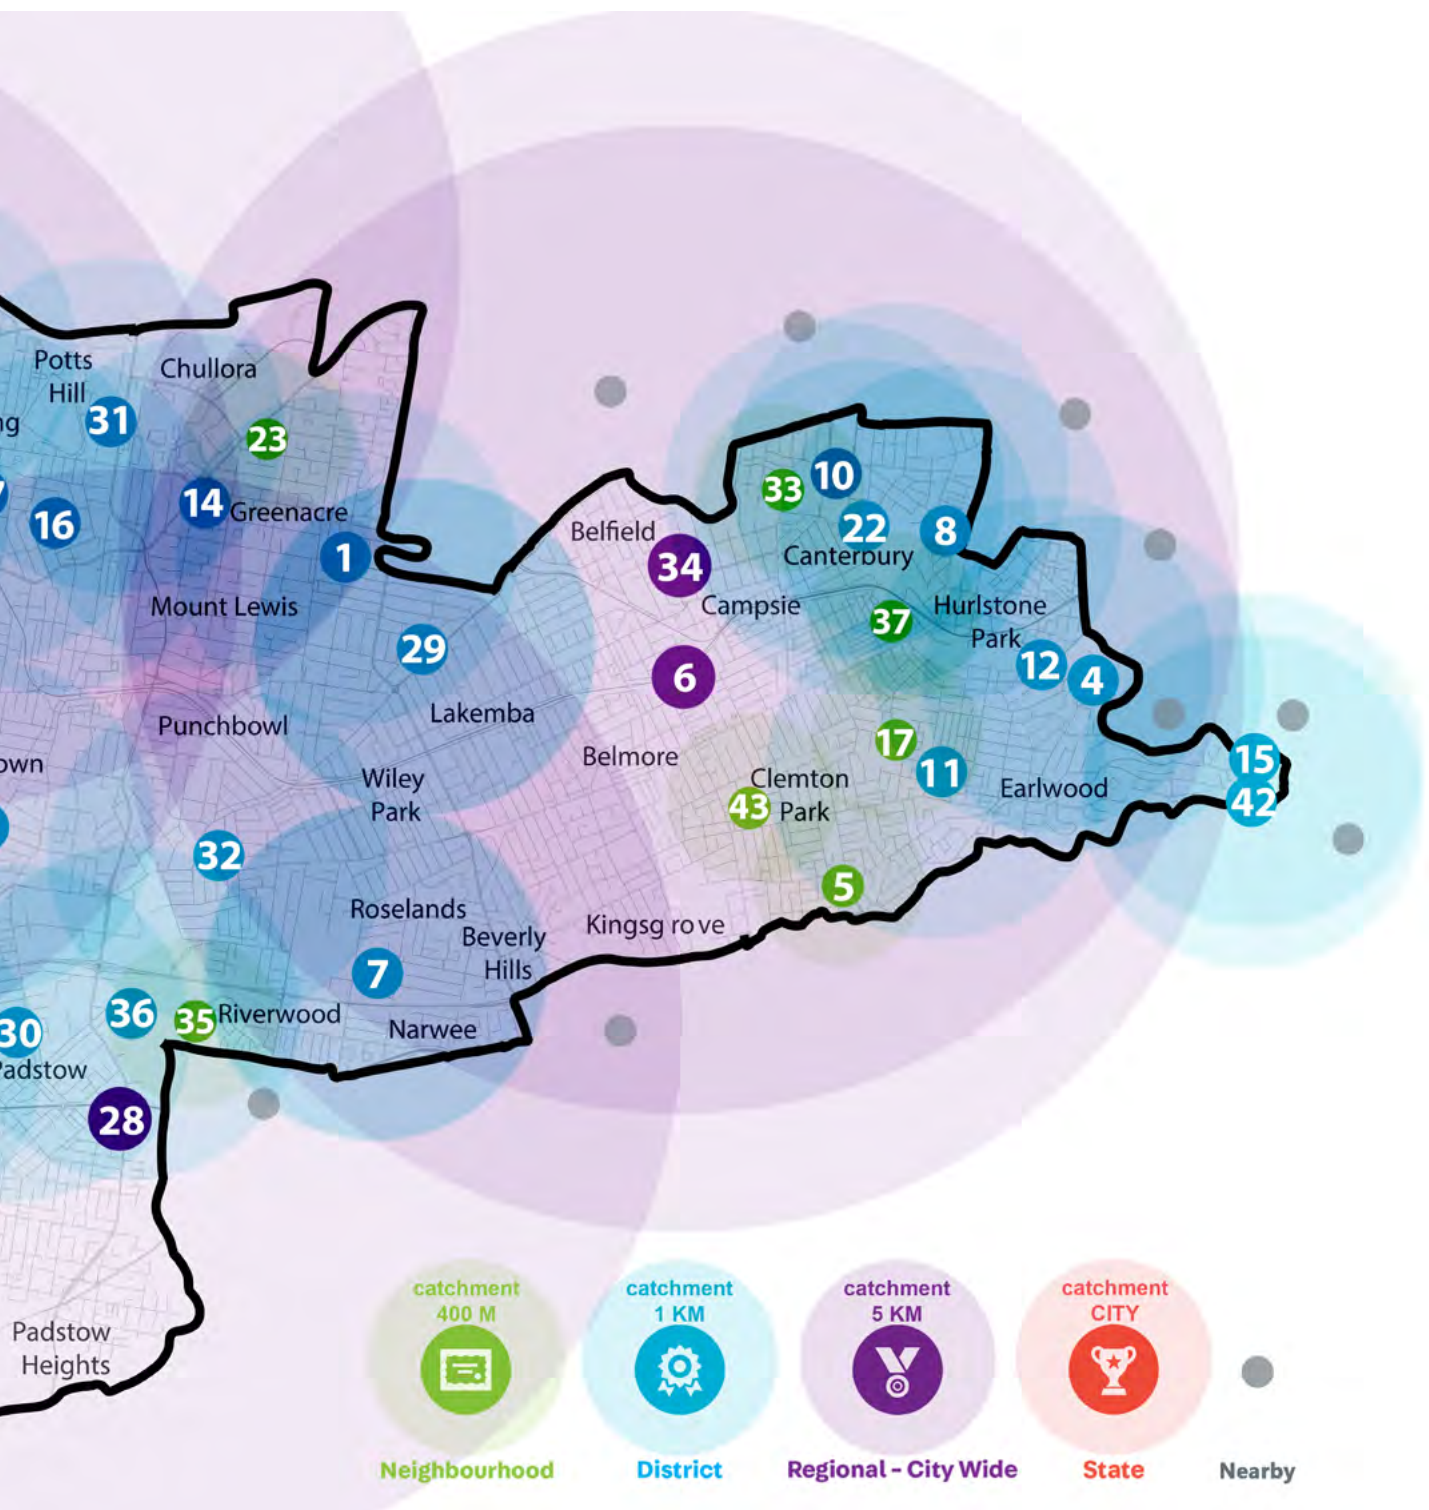 Potts
Hill
Chullora
31
23
10
33
14
Greenacre
16
22
8
Belfield
1
34
Canterbury
Mount Lewis
Campsie
Hurlstone
Park
37
29
12
4
6
Lakemba
Punchbowl
17
Belmore
15
own
11
Wiley
Park
Clemton
Park
Earlwood
43
42
32
5
Roselands
Kingsgrove
Beverly
Hills
7
36
35
Riverwood
30
Narwee
Padstow
28
Padstow
Heights
catchment
400 M
catchment
1 KM
catchment
5 KM
catchment
CITY
Neighbourhood
District
Regional - City Wide
State
Nearby